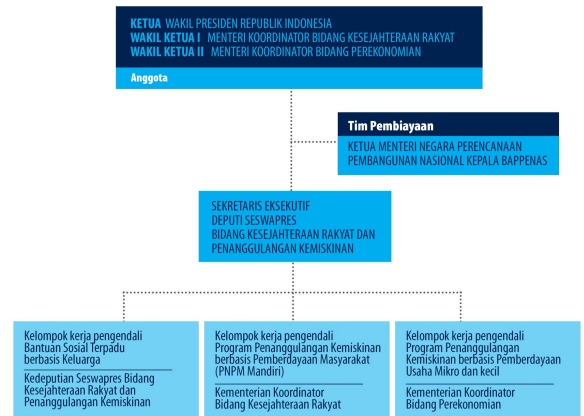 KETUA WAKIL PRESIDEN REPUBLIK INDONESIA
WAKIL KETUA I MENTERI KOORDINATOR BIDANG KESEJAHTERAAN RAKYAT
WAKIL KETUA II MENTERI KOORDINATOR BIDANG PEREKONOMIAN
Anggota
Tim Pembiayaan
KETUA MENTERI NEGARA PERENCANAAN
PEMBANGUNAN NASIONAL KEPALA BAPPENAS
SEKRETARIS EKSEKUTIF
DEPUTI SESWAPRES
BIDANG KESEJAHTERAAN RAKYAT DAN
PENANGGULANGAN KEMISKINAN
Kelompok kerja pengendali
Bantuan Sosial Terpadu
berbasis Keluarga
Kedeputian Seswapres Bidang
Kesejahteraan Rakyat dan
Penanggulangan Kemiskinan
Kelompok kerja pengendali
Program Penanggulangan Kemiskinan
berbasis Pemberdayaan Masyarakat
(PNPM Mandiri)
Kementerian Koordinator
Bidang Kesejahteraan Rakyat
Kelompok kerja pengendali
Program Penanggulangan
Kemiskinan berbasis Pemberdayaan
Usaha Mikro dan kecil
Kementerian Koordinator
Bidang Perekonomian